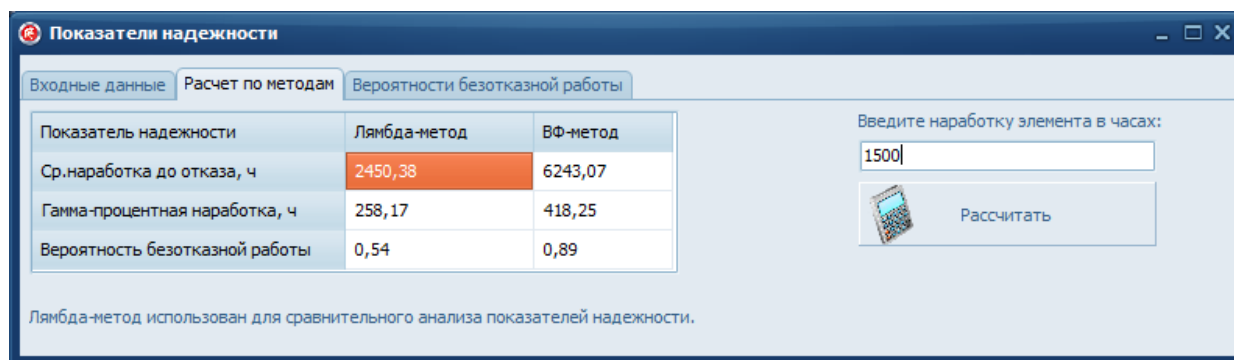 Показатели надежности
Входные данные Расчет по методам Вероятности безотказной работы
Показатель надежности Лямбда-метод ВФ-метод
Ср.наработка до отказа, ч 2450,38 6243,07
Гамма-процентная наработка, ч 258,17 418,25
Вероятность безотказной работы 0,54 0,89
Введите наработку элемента в часах:
1500
Рассчитать
Лямбда-метод использован для сравнительного анализа показателей надежности.